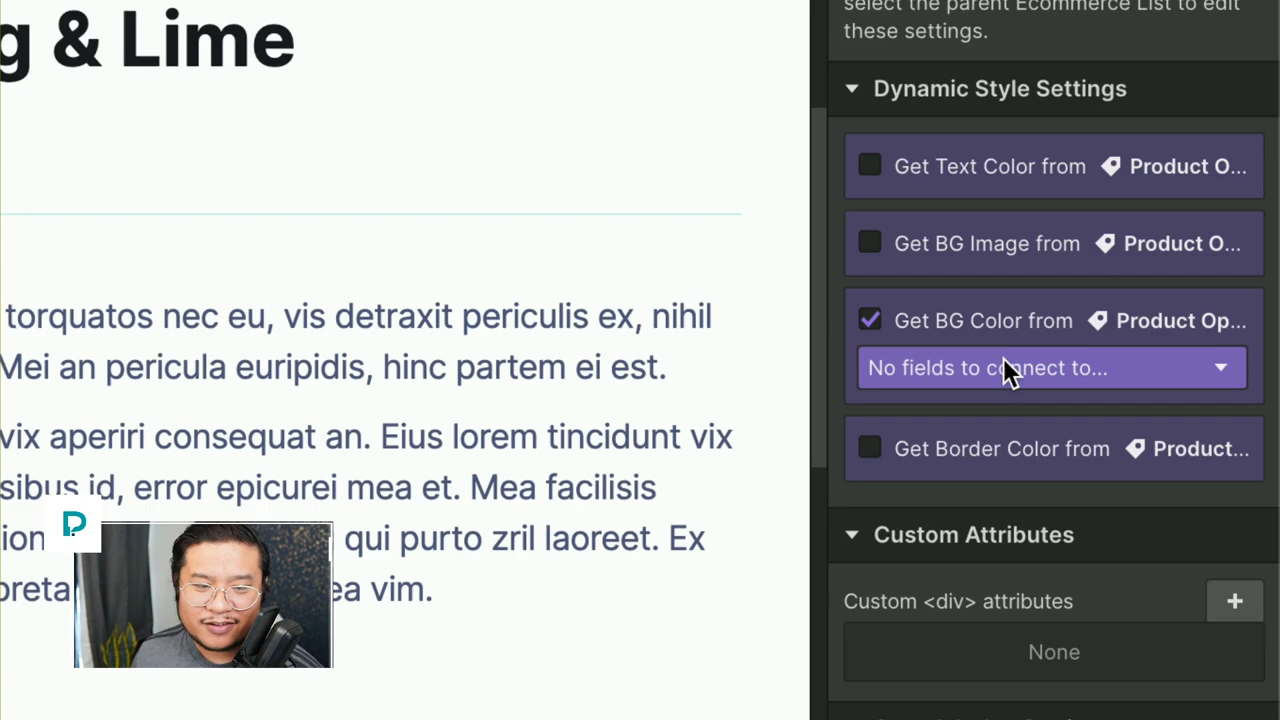 g & Lime
torquatos nec eu, vis detraxit periculis ex, nihil
Mei an pericula euripidis, hinc partem ei est.
vix aperiri consequat an. Eius lorem tincidunt vix
sibus id, error epicurei mea et. Mea facilisis
ion qui purto zril laoreet. Ex
oreta ea vim.
select the parent Ecommerce List to edit
these settings.
Dynamic Style Settings
Get Text Color from Product O...
Get BG Image from Product O...
Get BG Color from Product Op...
No fields to connect to...
Get Border Color from Product...
Custom Attributes
Custom <div> attributes
+
None